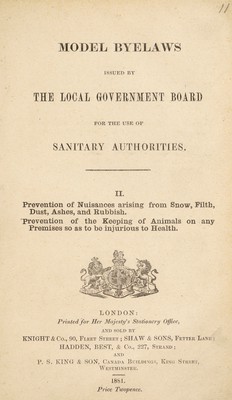 11
MODEL BYELAWS
ISSUED BY
THE LOCAL GOVERNMENT BOARD
FOR THE USE OF
SANITARY AUTHORITIES.
II.
Prevention of Nuisances arising from Snow, Filth,
Dust, Ashes, and Rubbish.
Prevention of the Keeping of Animals on any
Premises so as to be injurious to Health.
LONDON:
Printed for Her Majesty's Stationery Office,
AND SOLD BY
KNIGHT & Co., 90, FLEET STREET; SHAW & SONS, FETTER LANE;
HADDEN, BEST, & Co., 227, STRAND;
AND
P. S. KING & SON, CANADA BUILDINGS, KING STREET,
WESTMINSTER.
1881.
Price Twopence.